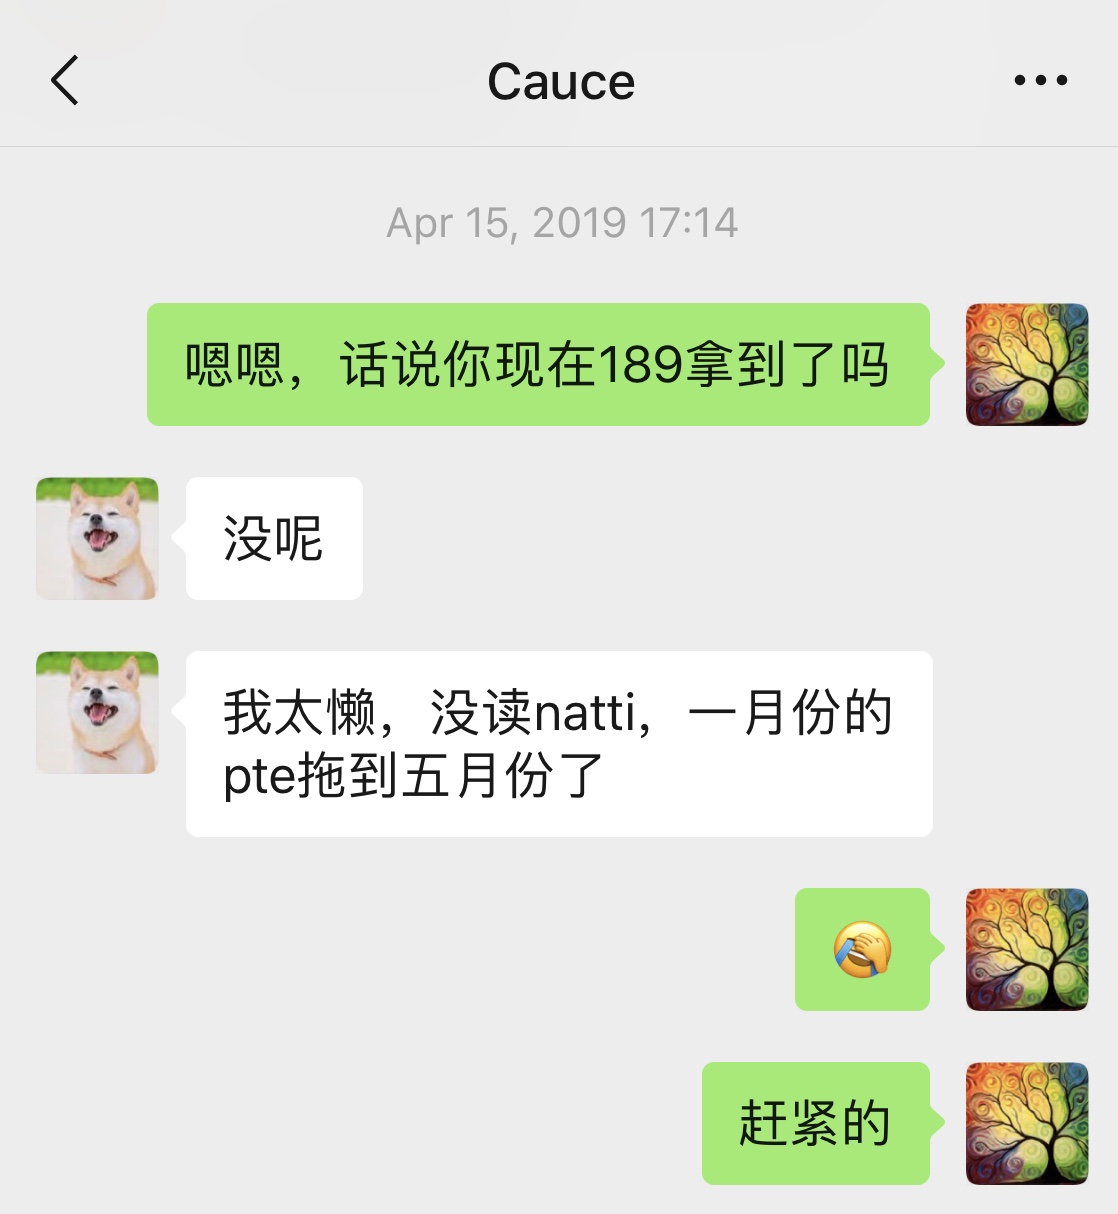 Cauce
Apr 15, 2019 17:14
嗯嗯，话说你现在189拿到了吗
没呢
我太懒，没读natti，一月份的
pte拖到五月份了
🤦
赶紧的